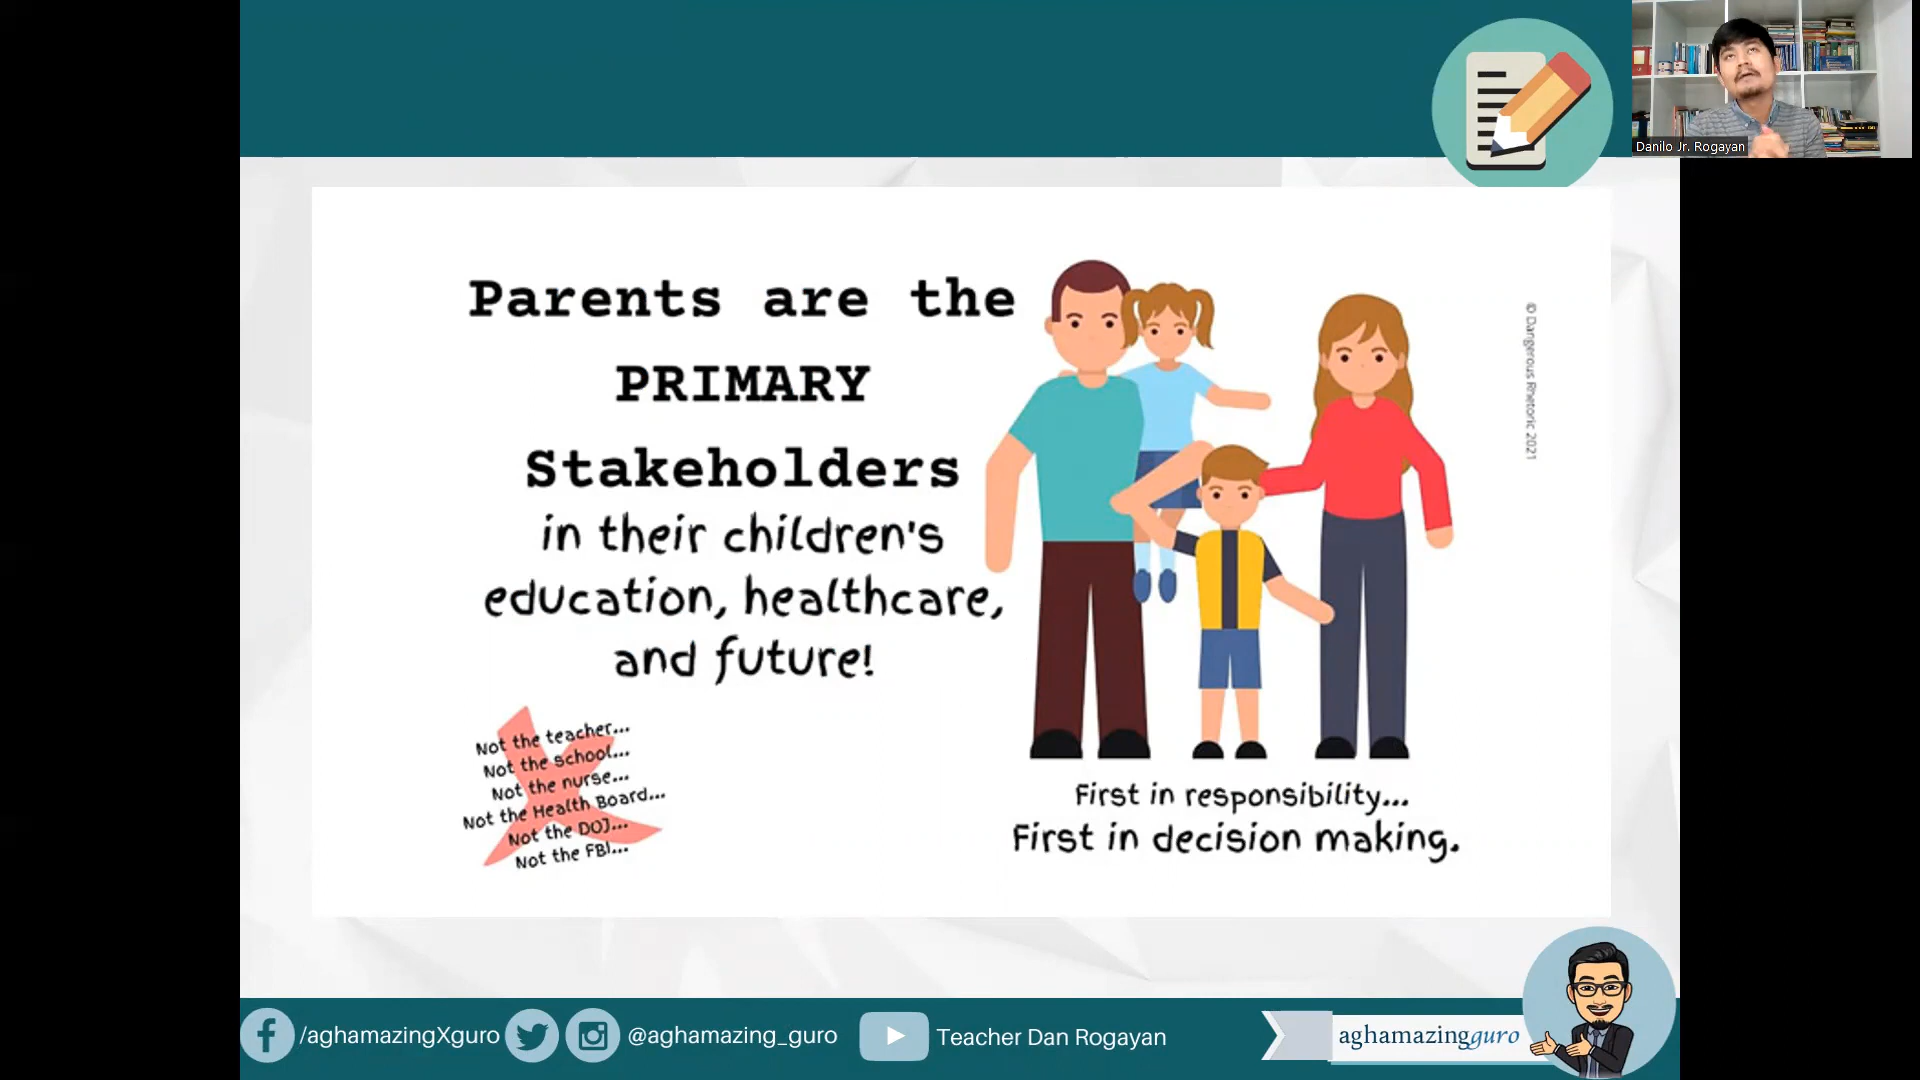 Danilo Jr. Rogayan
Parents are the
PRIMARY
Stakeholders
in their children's
education, healthcare,
and future!
© Dangerous Rhetoric 2021
Not the teacher...
Not the school...
Not the nurse...
Not the Health Board...
Not the DOJ...
Not the FBI...
First in responsibility...
First in decision making.
/aghamazingXguro
@aghamazing_guro
Teacher Dan Rogayan
aghamazingguro